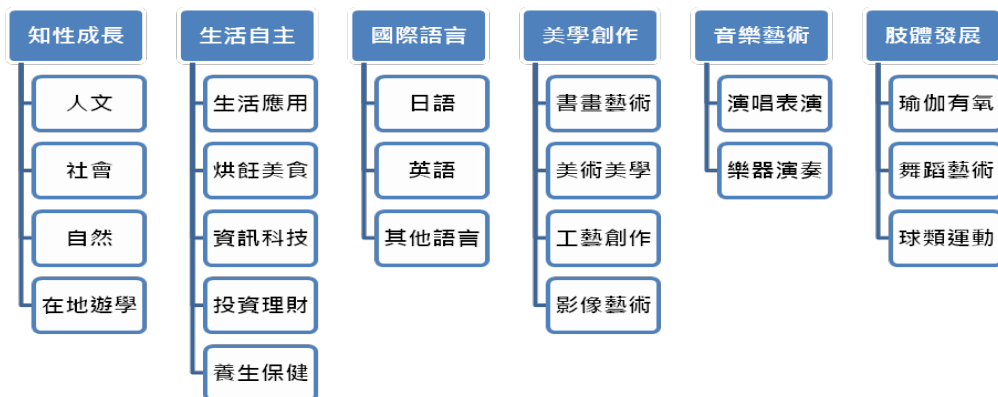 知性成長
人文
社會
自然
在地遊學
生活自主
生活應用
烘飪美食
資訊科技
投資理財
養生保健
國際語言
日語
英語
其他語言
美學創作
書畫藝術
美術美學
工藝創作
影像藝術
音樂藝術
演唱表演
樂器演奏
肢體發展
瑜伽有氧
舞蹈藝術
球類運動